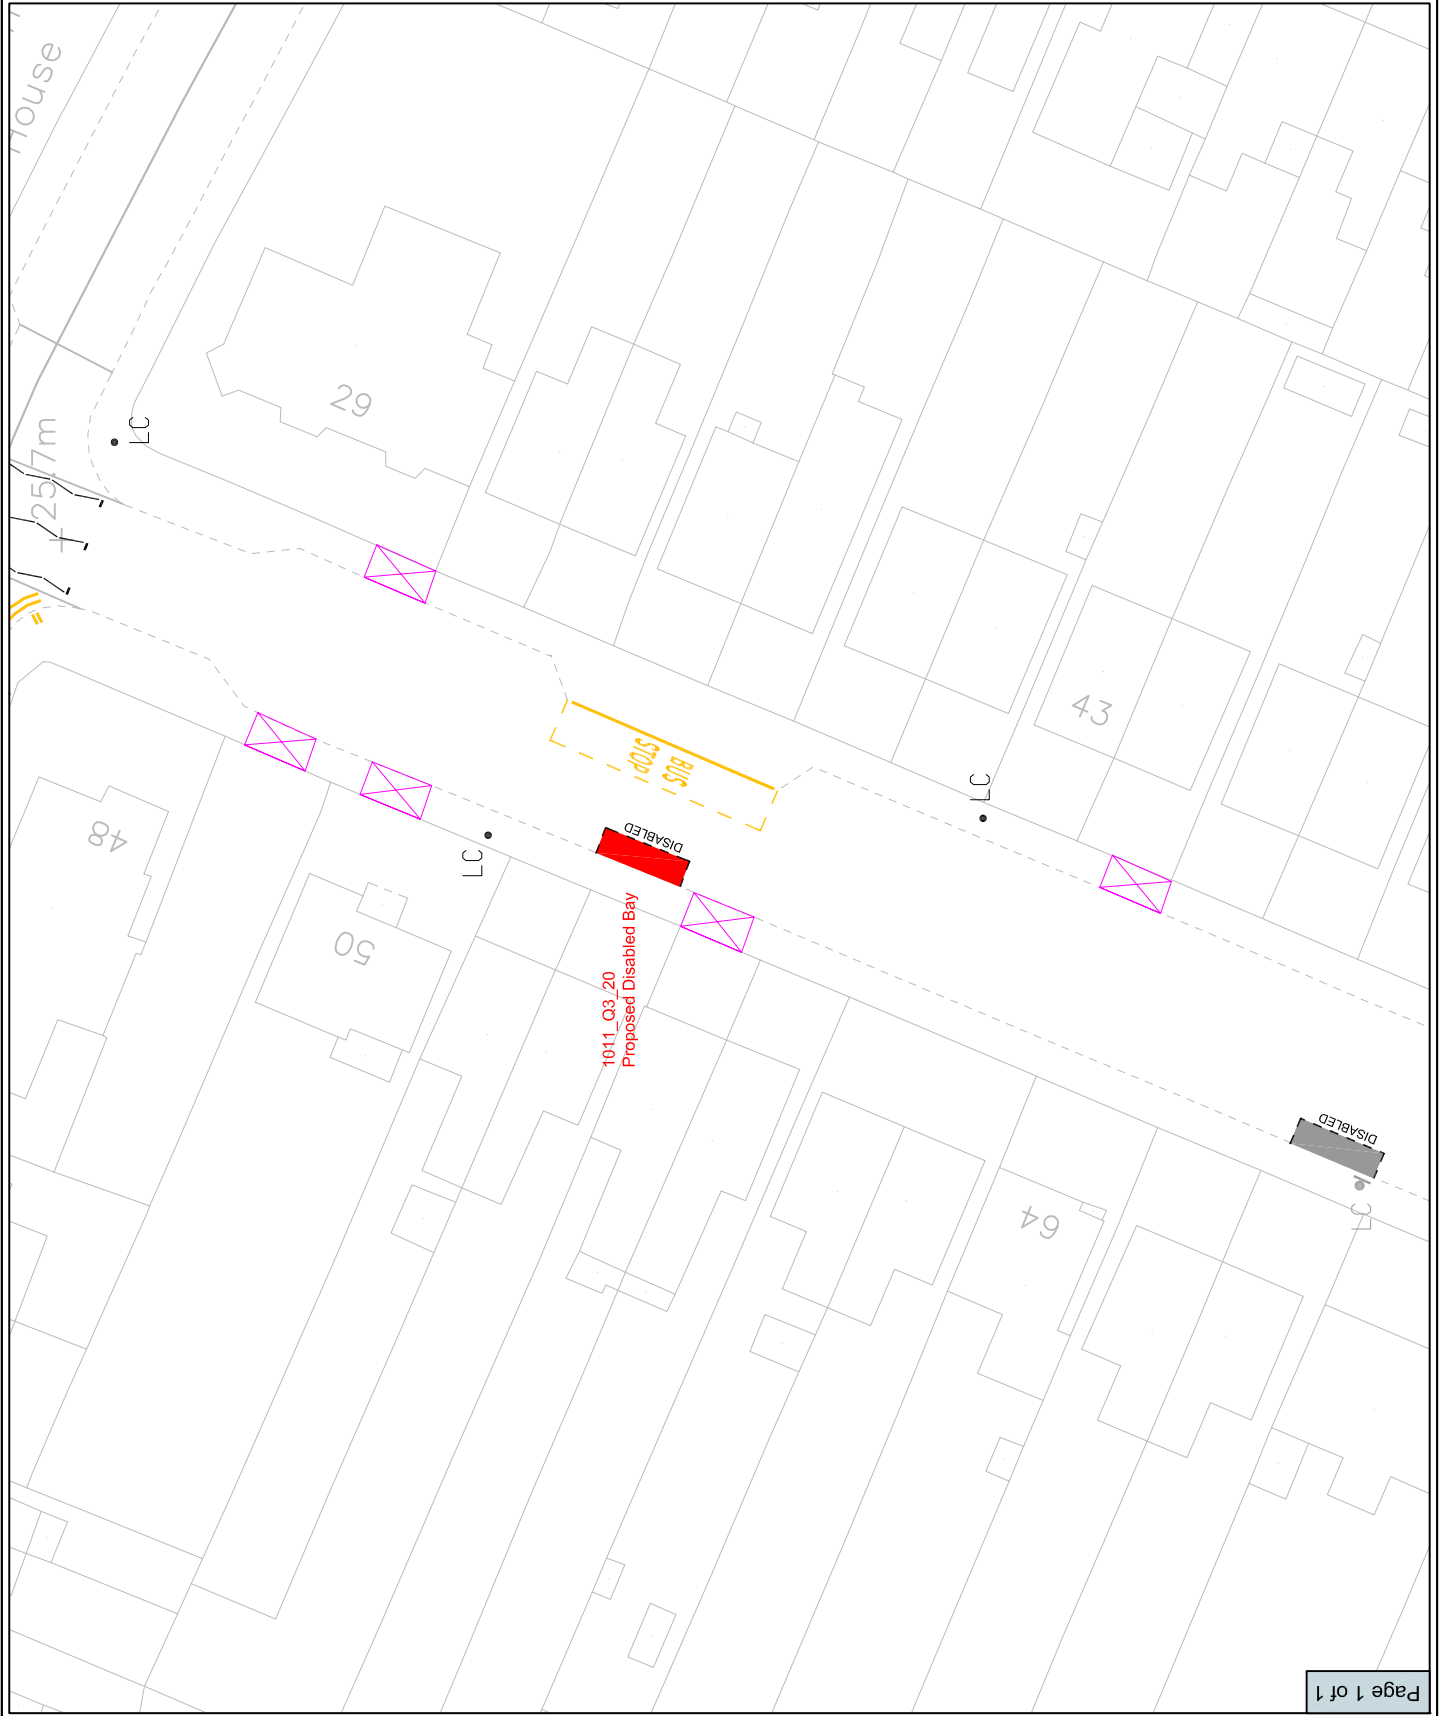 House
25.7m
LC
29
43
LC
BUS
STOP
DISABLED
48
LC
50
1011_Q3_20
Proposed Disabled Bay
DISABLED
64
LC
Page 1 of 1